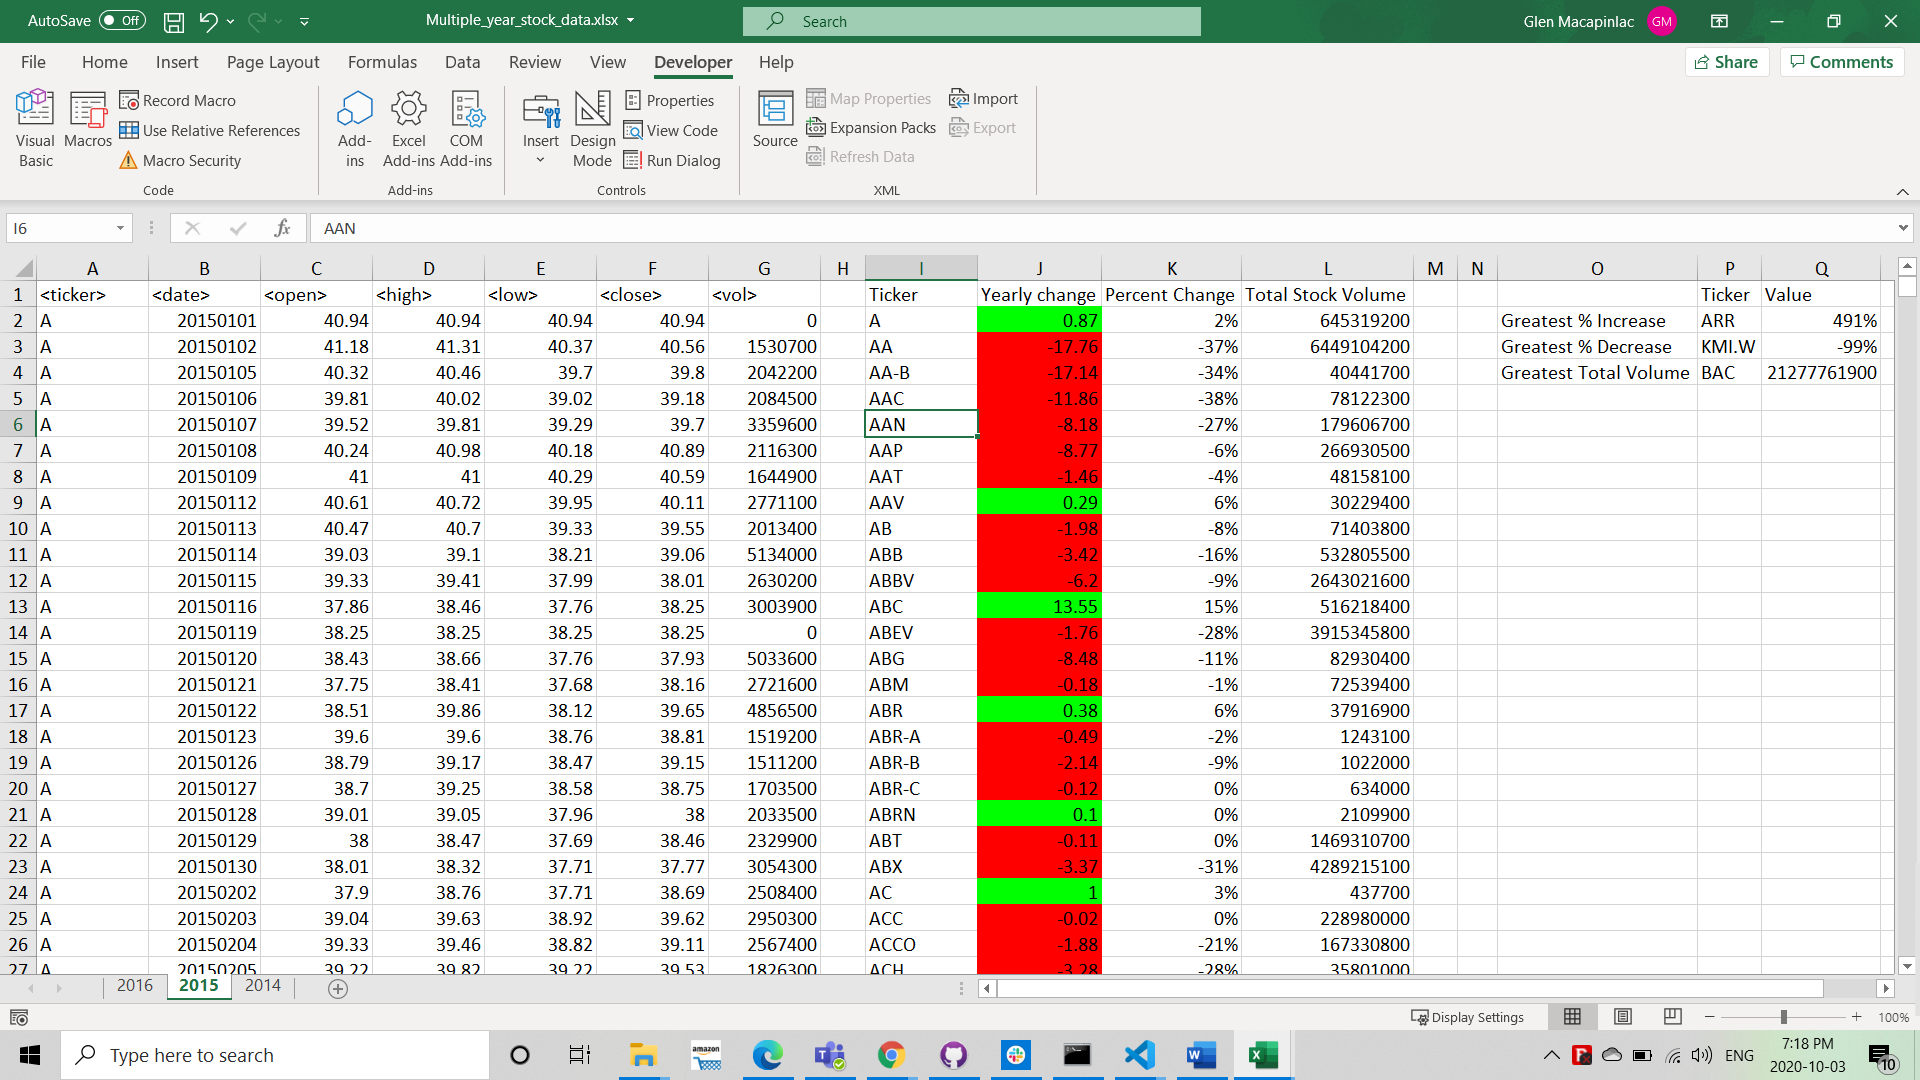 AutoSave Off Multiple_year_stock_data.xlsx Search Glen Macapinlac GM
File Home Insert Page Layout Formulas Data Review View Developer Help Share Comments
Visual Basic Macros Record Macro Use Relative References Macro Security Code
Add-ins Excel Add-ins COM Add-ins Add-ins
Insert Design Mode Properties View Code Run Dialog Controls
Source Map Properties Expansion Packs Refresh Data Import Export XML
I6 fx AAN
A B C D E F G H I J K L M N O P Q
1 <ticker> <date> <open> <high> <low> <close> <vol> Ticker Yearly change Percent Change Total Stock Volume Ticker Value
2 A 20150101 40.94 40.94 40.94 40.94 0 A 0.87 2% 645319200 Greatest % Increase ARR 491%
3 A 20150102 41.18 41.31 40.37 40.56 1530700 AA -17.76 -37% 6449104200 Greatest % Decrease KMI.W -99%
4 A 20150105 40.32 40.46 39.7 39.8 2042200 AA-B -17.14 -34% 40441700 Greatest Total Volume BAC 21277761900
5 A 20150106 39.81 40.02 39.02 39.18 2084500 AAC -11.86 -38% 78122300
6 A 20150107 39.52 39.81 39.29 39.7 3359600 AAN -8.18 -27% 179606700
7 A 20150108 40.24 40.98 40.18 40.89 2116300 AAP -8.77 -6% 266930500
8 A 20150109 41 41 40.29 40.59 1644900 AAT -1.46 -4% 48158100
9 A 20150112 40.61 40.72 39.95 40.11 2771100 AAV 0.29 6% 30229400
10 A 20150113 40.47 40.7 39.33 39.55 2013400 AB -1.98 -8% 71403800
11 A 20150114 39.03 39.1 38.21 39.06 5134000 ABB -3.42 -16% 532805500
12 A 20150115 39.33 39.41 37.99 38.01 2630200 ABBV -6.2 -9% 2643021600
13 A 20150116 37.86 38.46 37.76 38.25 3003900 ABC 13.55 15% 516218400
14 A 20150119 38.25 38.25 38.25 38.25 0 ABEV -1.76 -28% 3915345800
15 A 20150120 38.43 38.66 37.76 37.93 5033600 ABG -8.48 -11% 82930400
16 A 20150121 37.75 38.41 37.68 38.16 2721600 ABM -0.18 -1% 72539400
17 A 20150122 38.51 39.86 38.12 39.65 4856500 ABR 0.38 6% 37916900
18 A 20150123 39.6 39.6 38.76 38.81 1519200 ABR-A -0.49 -2% 1243100
19 A 20150126 38.79 39.17 38.47 39.15 1511200 ABR-B -2.14 -9% 1022000
20 A 20150127 38.7 39.25 38.58 38.75 1703500 ABR-C -0.12 0% 634000
21 A 20150128 39.01 39.05 37.96 38 2033500 ABRN 0.1 0% 2109900
22 A 20150129 38 38.47 37.69 38.46 2329900 ABT -0.11 0% 1469310700
23 A 20150130 38.01 38.32 37.71 37.77 3054300 ABX -3.37 -31% 4289215100
24 A 20150202 37.9 38.76 37.71 38.69 2508400 AC 1 3% 437700
25 A 20150203 39.04 39.63 38.92 39.62 2950300 ACC -0.02 0% 228980000
26 A 20150204 39.33 39.46 38.82 39.11 2567400 ACCO -1.88 -21% 167330800
27 A 20150205 39.22 39.82 39.22 39.53 1826300 ACH -3.28 -28% 35801000
2016 2015 2014
Display Settings 100%
Type here to search amazon ENG 7:18 PM
2020-10-03 10